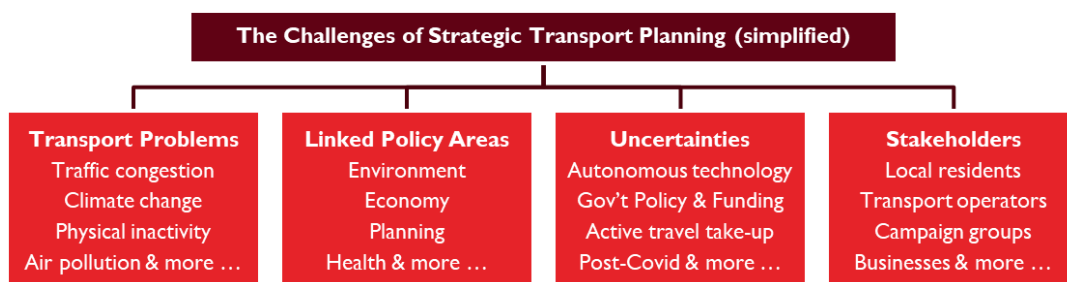 The Challenges of Strategic Transport Planning (simplified)
Transport Problems
Traffic congestion
Climate change
Physical inactivity
Air pollution & more ...
Linked Policy Areas
Environment
Economy
Planning
Health & more ...
Uncertainties
Autonomous technology
Gov't Policy & Funding
Active travel take-up
Post-Covid & more ...
Stakeholders
Local residents
Transport operators
Campaign groups
Businesses & more ...